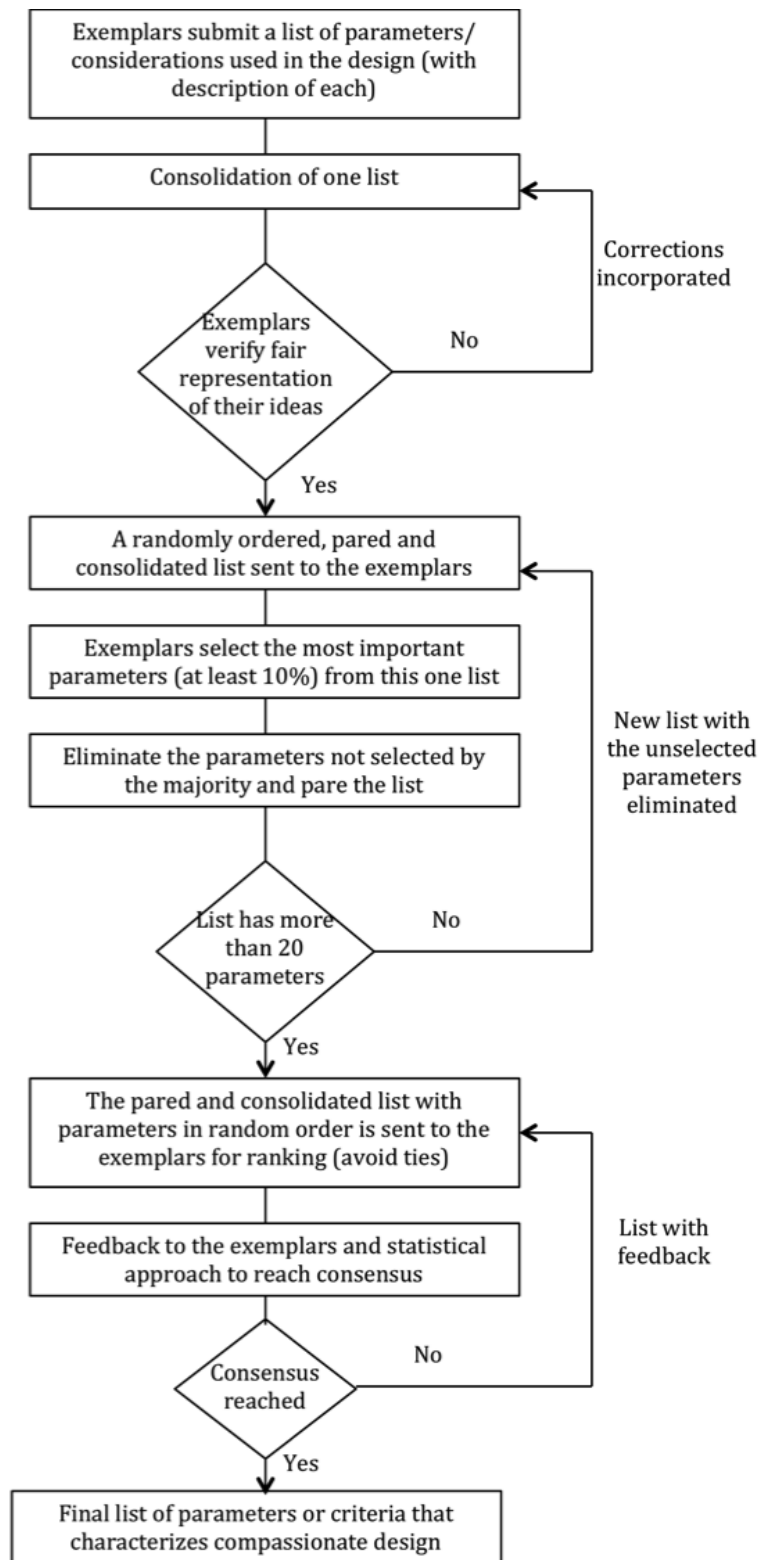 Exemplars submit a list of parameters/
considerations used in the design (with
description of each)
Consolidation of one list
Corrections
incorporated
Exemplars
verify fair
representation
of their ideas
No
Yes
A randomly ordered, pared and
consolidated list sent to the exemplars
Exemplars select the most important
parameters (at least 10%) from this one list
New list with
the unselected
parameters
eliminated
Eliminate the parameters not selected by
the majority and pare the list
List has more
than 20
parameters
No
Yes
The pared and consolidated list with
parameters in random order is sent to the
exemplars for ranking (avoid ties)
List with
feedback
Feedback to the exemplars and statistical
approach to reach consensus
Consensus
reached
No
Yes
Final list of parameters or criteria that
characterizes compassionate design